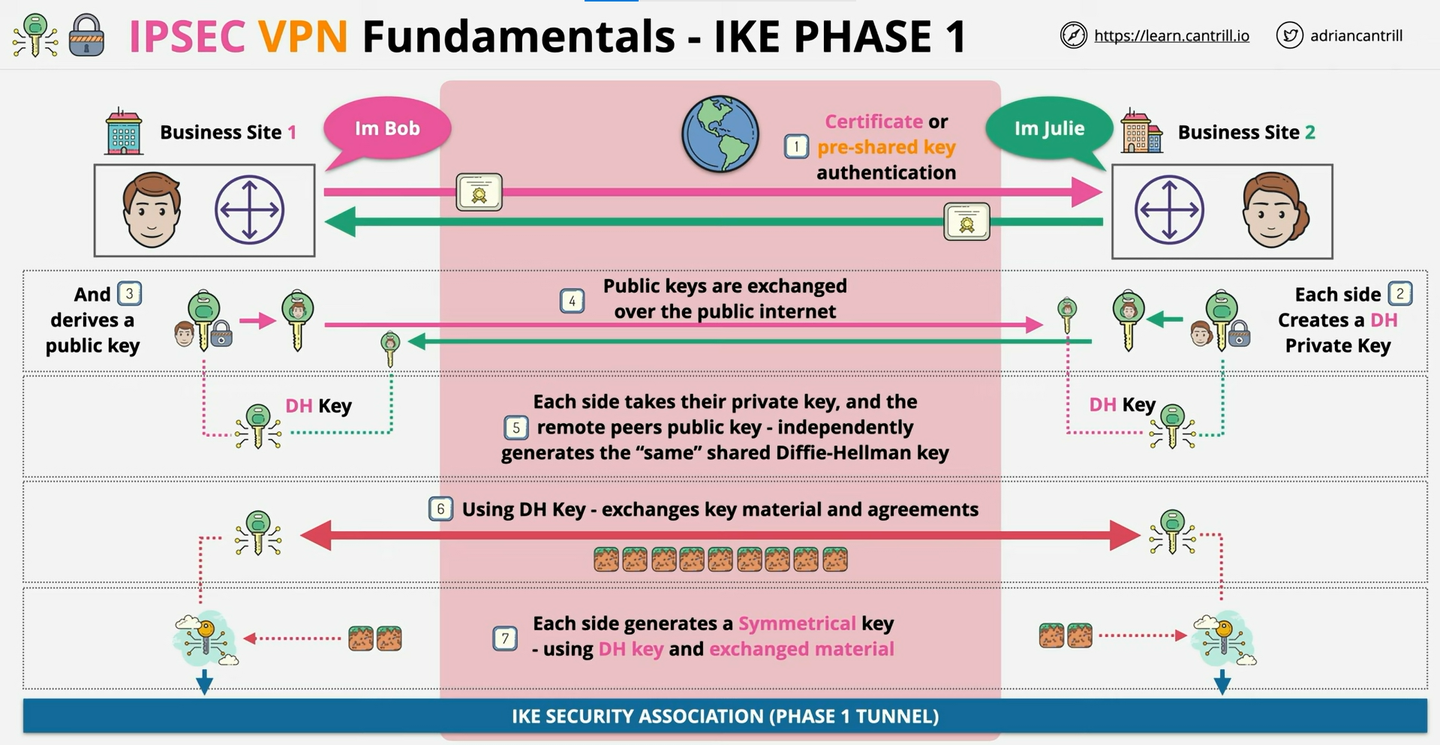 IPSEC VPN Fundamentals - IKE PHASE 1
https://learn.cantrill.io
adriancantrill
Business Site 1
Im Bob
1
Certificate or
pre-shared key
authentication
Im Julie
Business Site 2
And 3
derives a
public key
4
Public keys are exchanged
over the public internet
Each side 2
Creates a DH
Private Key
DH Key
Each side takes their private key, and the
5 remote peers public key - independently
generates the “same” shared Diffie-Hellman key
DH Key
6 Using DH Key - exchanges key material and agreements
7
Each side generates a Symmetrical key
- using DH key and exchanged material
IKE SECURITY ASSOCIATION (PHASE 1 TUNNEL)